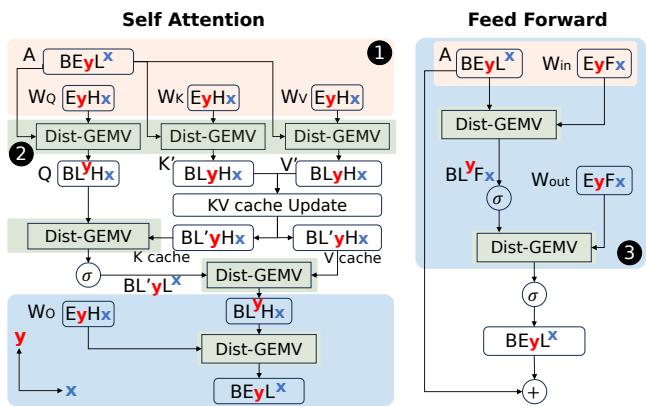 Self Attention
A
BEyLx
1
WQ
EyHx
WK
EyHx
WV
EyHx
Dist-GEMV
Dist-GEMV
Dist-GEMV
2
Q
BLyHx
K'
BLyHx
V'
BLyHx
KV cache Update
Dist-GEMV
BL'yHx
BL'yHx
K cache
V cache
σ
BL'yLx
Dist-GEMV
WO
EyHx
BLyHx
Dist-GEMV
BEyLx
y
x
Feed Forward
A
BEyLx
Win
EyFx
Dist-GEMV
BLyFx
σ
Wout
EyFx
Dist-GEMV
3
σ
BEyLx
+